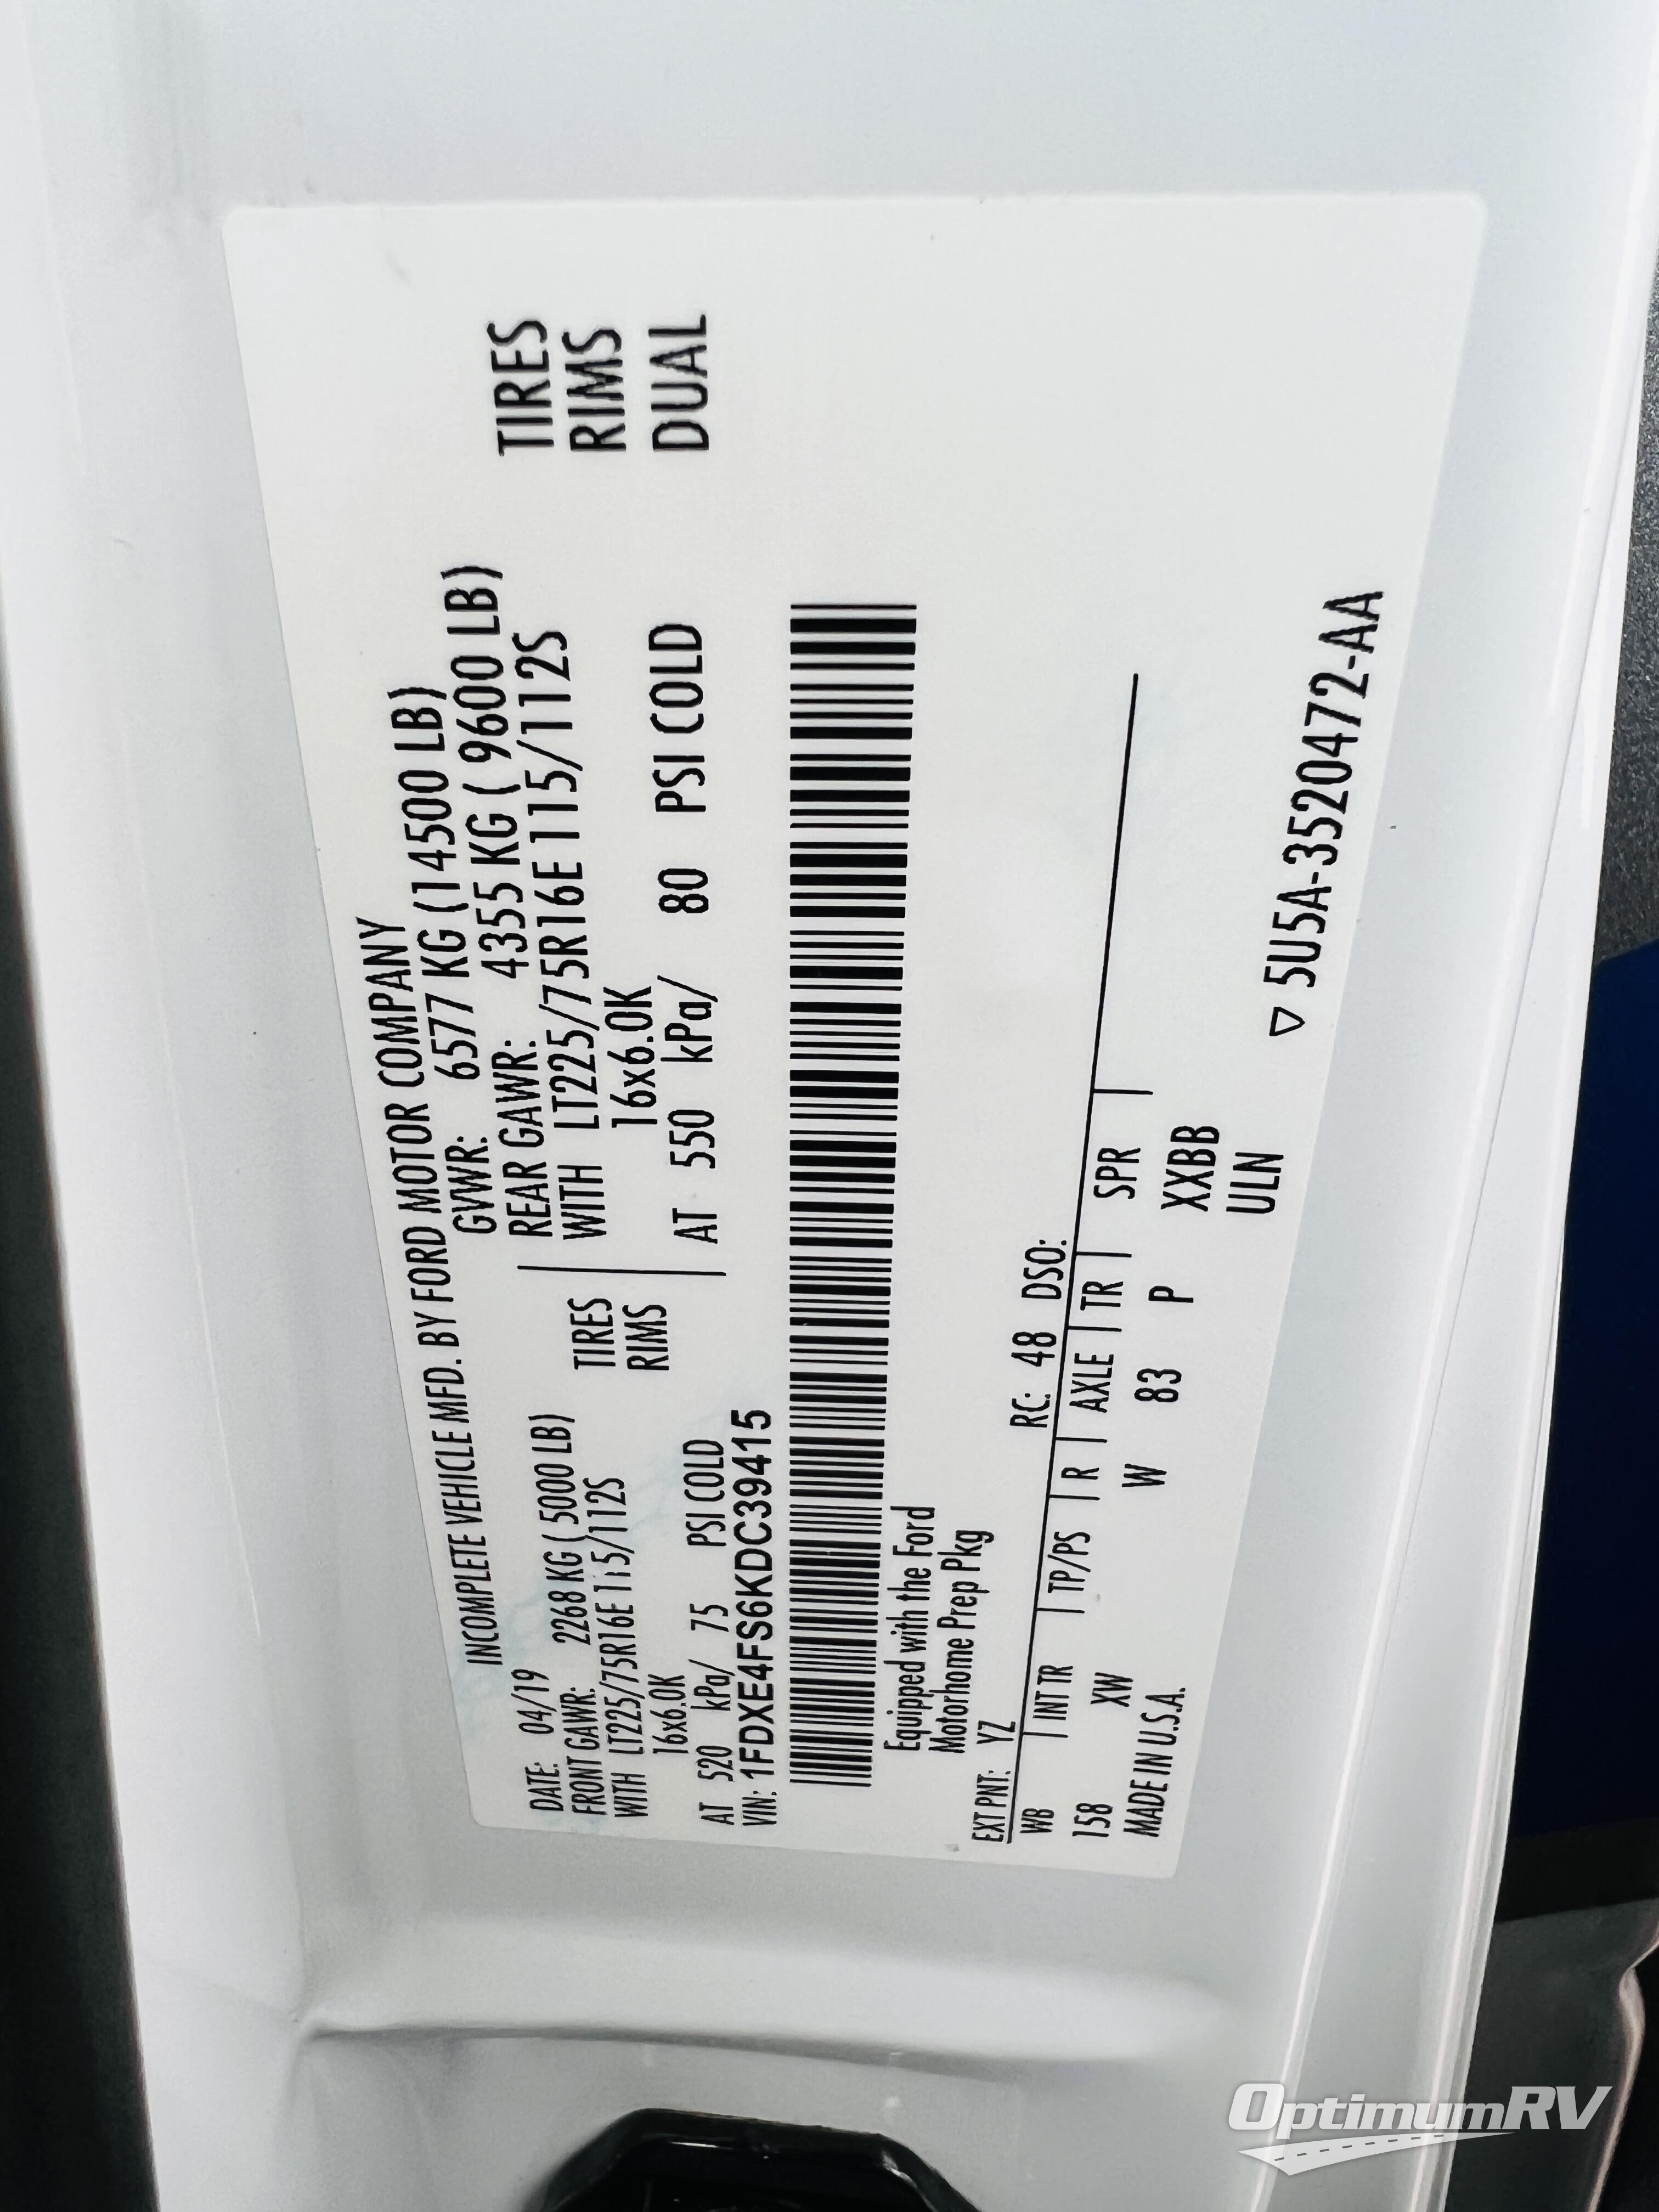 INCOMPLETE VEHICLE MFD. BY FORD MOTOR COMPANY
DATE: 04/19 GVWR: 6577 KG (14500 LB)
FRONT GAWR: 2268 KG ( 5000 LB) REAR GAWR: 4355 KG ( 9600 LB)
WITH LT225/75R16E 115/112S TIRES WITH LT225/75R16E 115/112S TIRES
16x6.0K RIMS 16x6.0K RIMS
AT 520 kPa/ 75 PSI COLD AT 550 kPa/ 80 PSI COLD DUAL
VIN: 1FDXE4FS6KDC39415
Equipped with the Ford
Motorhome Prep Pkg
EXT PNT: YZ RC: 48 DSO:
WB INT TR TP/PS R AXLE TR SPR
158 XW W 83 P XXBB
MADE IN U.S.A. ULN
▽ 5U5A-3520472-AA
OptimumRV